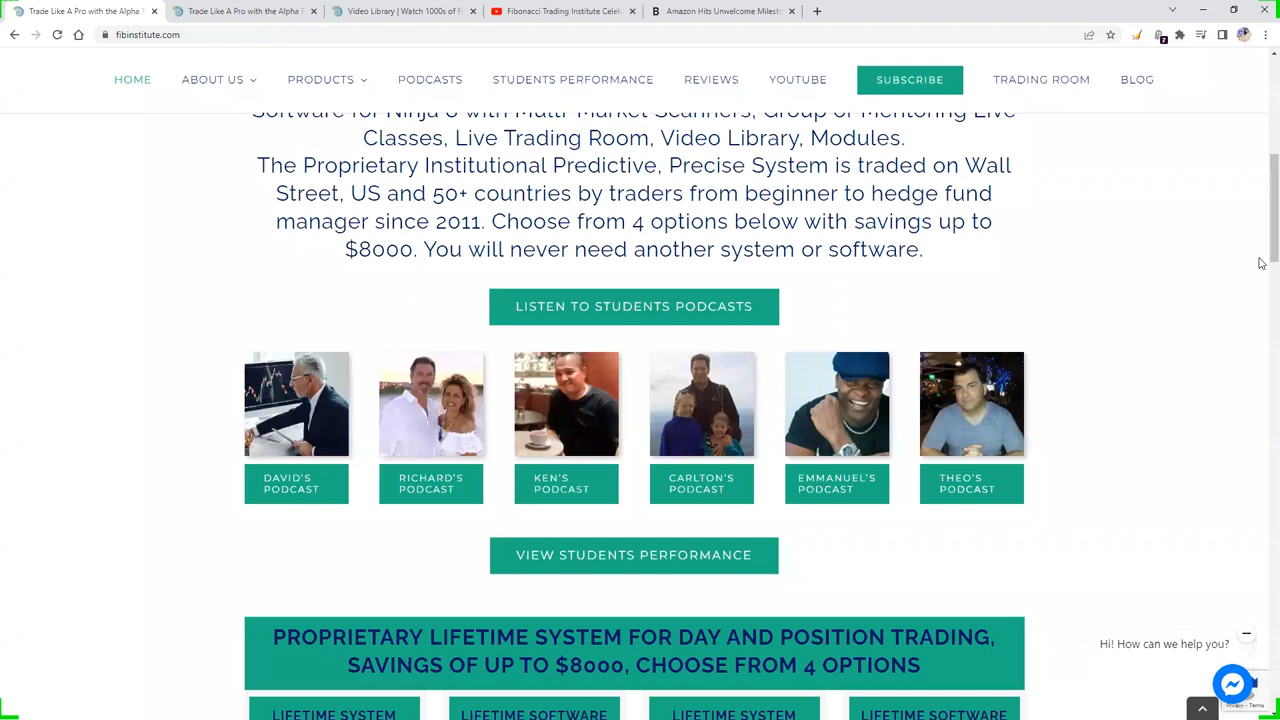 Trade Like A Pro with the Alpha
Trade Like A Pro with the Alpha F
Video Library | Watch 1000s of F
Fibonacci Trading Institute Celeb
Amazon Hits Unwelcome Milest
fibinstitute.com
7
HOME
ABOUT US
PRODUCTS
PODCASTS
STUDENTS PERFORMANCE
REVIEWS
YOUTUBE
SUBSCRIBE
TRADING ROOM
BLOG
Software for Ninja 8 with Multi-Market Scanners, Group of Mentoring Live
Classes, Live Trading Room, Video Library, Modules.
The Proprietary Institutional Predictive, Precise System is traded on Wall
Street, US and 50+ countries by traders from beginner to hedge fund
manager since 2011. Choose from 4 options below with savings up to
$8000. You will never need another system or software.
LISTEN TO STUDENTS PODCASTS
DAVID'S
PODCAST
RICHARD'S
PODCAST
KEN'S
PODCAST
CARLTON'S
PODCAST
EMMANUEL'S
PODCAST
THEO'S
PODCAST
VIEW STUDENTS PERFORMANCE
PROPRIETARY LIFETIME SYSTEM FOR DAY AND POSITION TRADING,
SAVINGS OF UP TO $8000, CHOOSE FROM 4 OPTIONS
Hi! How can we help you?
LIFETIME SYSTEM
LIFETIME SOFTWARE
LIFETIME SYSTEM
LIFETIME SOFTWARE
Privacy - Terms